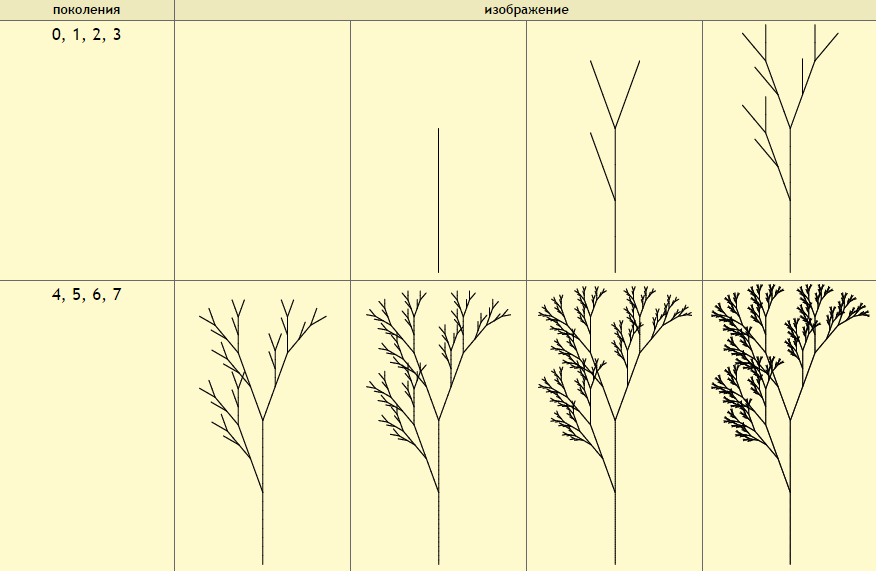 поколения изображение
0, 1, 2, 3
4, 5, 6, 7